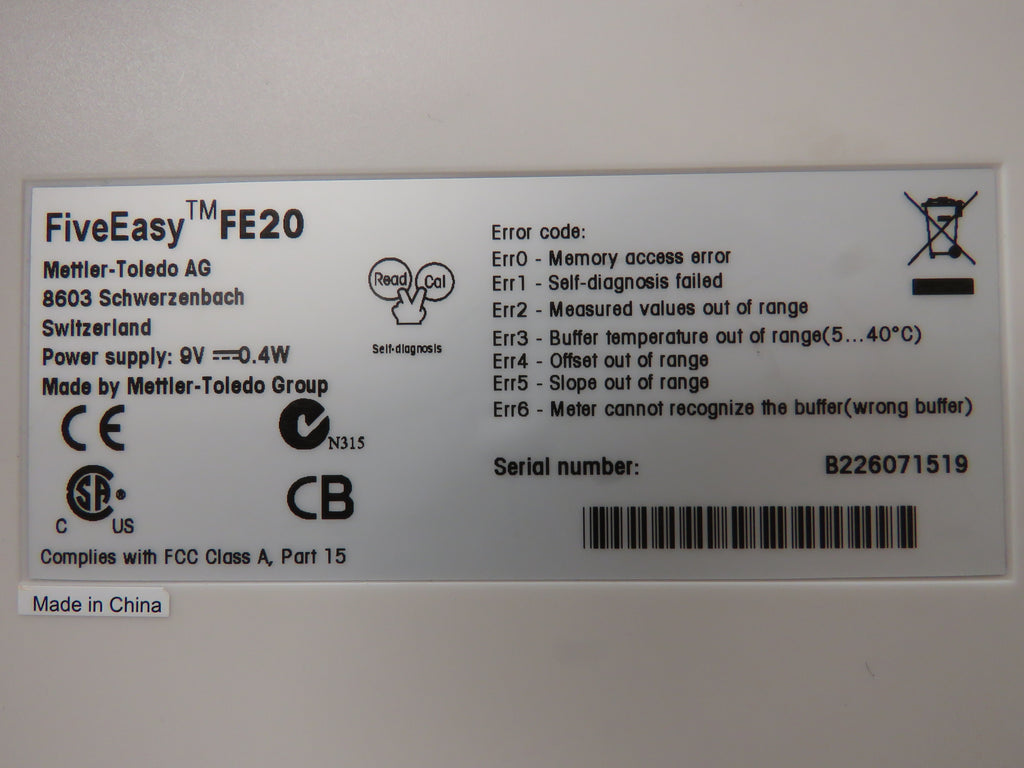 FiveEasy™FE20
Mettler-Toledo AG
8603 Schwerzenbach
Switzerland
Power supply: 9V ⎓0.4W
Made by Mettler-Toledo Group
CE
N315
SA ®
C US
CB
Complies with FCC Class A, Part 15
Read Cal
Self-diagnosis
Error code:
Err0 - Memory access error
Err1 - Self-diagnosis failed
Err2 - Measured values out of range
Err3 - Buffer temperature out of range(5...40°C)
Err4 - Offset out of range
Err5 - Slope out of range
Err6 - Meter cannot recognize the buffer(wrong buffer)
Serial number: B226071519
Made in China